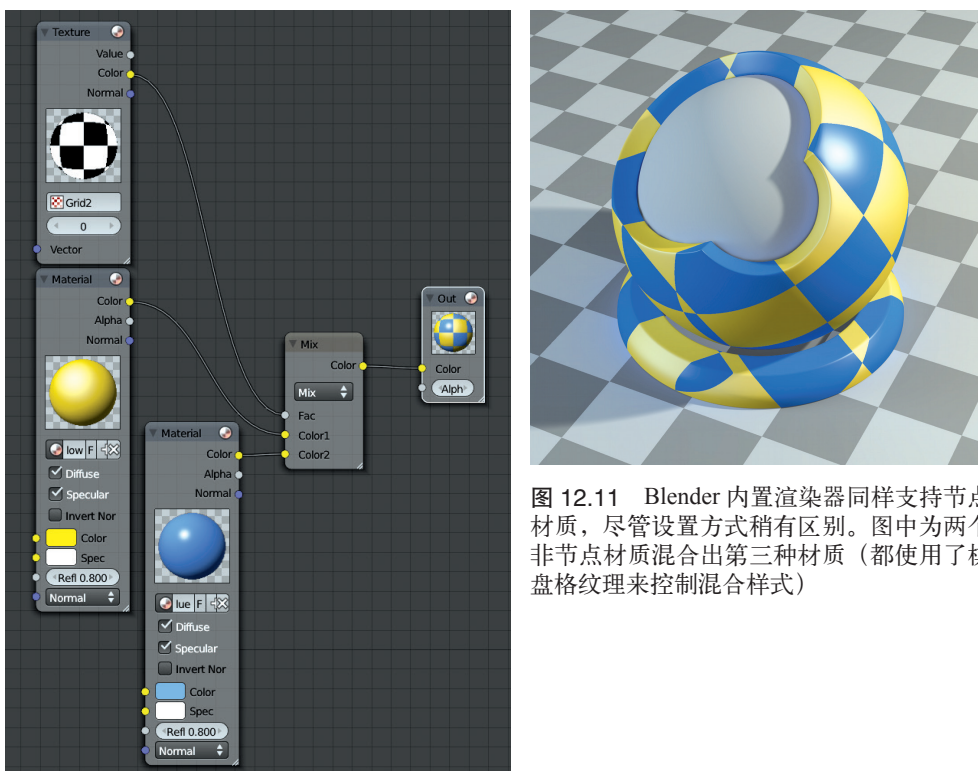 Texture
Value
Color
Normal
Grid2
0
Vector
Material
Color
Alpha
Normal
low F
Diffuse
Specular
Invert Nor
Color
Spec
Refl 0.800
Normal
Material
Color
Alpha
Normal
lue F
Diffuse
Specular
Invert Nor
Color
Spec
Refl 0.800
Normal
Mix
Color
Mix
Fac
Color1
Color2
Out
Color
Alph
图 12.11 Blender 内置渲染器同样支持节点
材质，尽管设置方式稍有区别。图中为两个
非节点材质混合出第三种材质（都使用了棋
盘格纹理来控制混合样式）